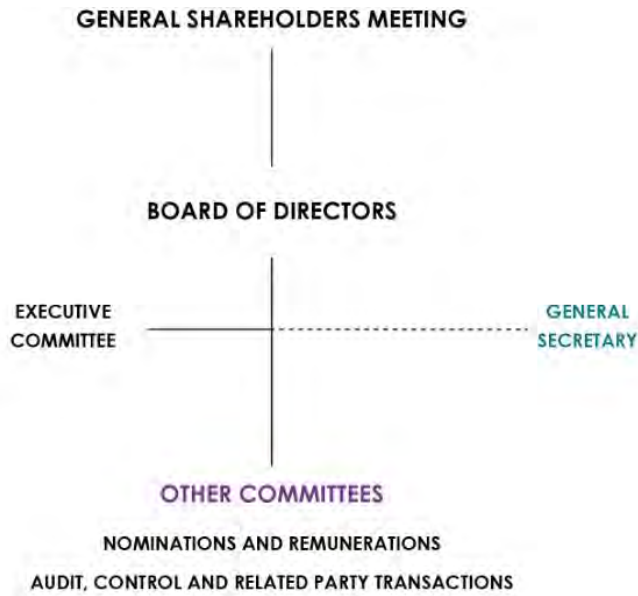 GENERAL SHAREHOLDERS MEETING
BOARD OF DIRECTORS
EXECUTIVE
COMMITTEE
GENERAL
SECRETARY
OTHER COMMITTEES
NOMINATIONS AND REMUNERATIONS
AUDIT, CONTROL AND RELATED PARTY TRANSACTIONS